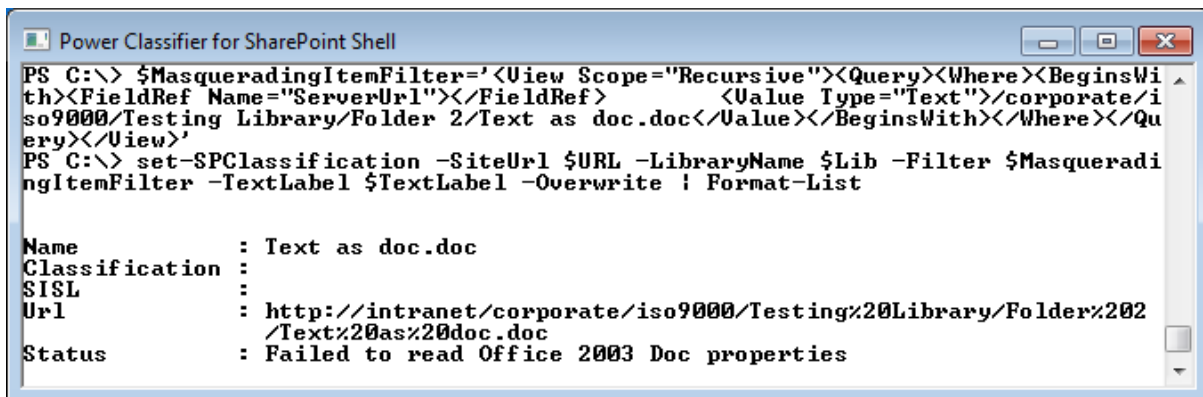 Power Classifier for SharePoint Shell
PS C:\> $MasqueradingItemFilter='<View Scope="Recursive"><Query><Where><BeginsWi
th><FieldRef Name="ServerUrl"></FieldRef>        <Value Type="Text">/corporate/i
so9000/Testing Library/Folder 2/Text as doc.doc</Value></BeginsWith></Where></Qu
ery></View>'
PS C:\> set-SPClassification -SiteUrl $URL -LibraryName $Lib -Filter $Masqueradi
ngItemFilter -TextLabel $TextLabel -Overwrite | Format-List
Name           : Text as doc.doc
Classification :
SISL           :
Url            : http://intranet/corporate/iso9000/Testing%20Library/Folder%202
                 /Text%20as%20doc.doc
Status         : Failed to read Office 2003 Doc properties